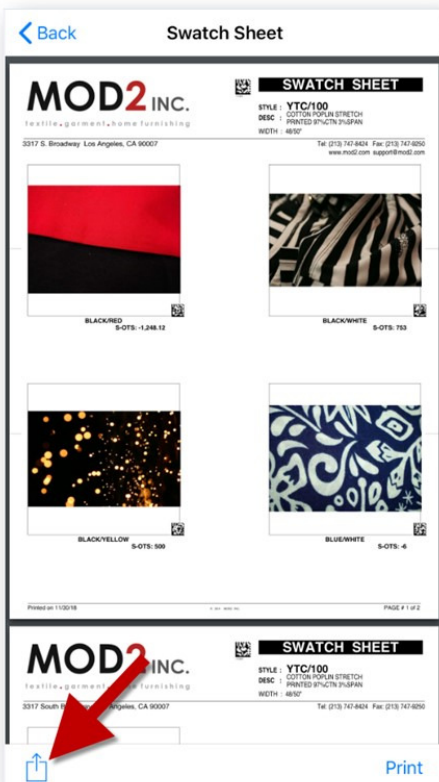 Back
Swatch Sheet
MOD2 INC.
textile.garment.home furnishing
SWATCH SHEET
STYLE : YTC/100
DESC : COTTON POPLIN STRETCH
PRINTED 97%CTN 3%SPAN
WIDTH : 48/50"
3317 S. Broadway Los Angeles, CA 90007
Tel: (213) 747-8424 Fax: (213) 747-9250
www.mod2.com support@mod2.com
BLACK/RED
S-OTS: -1,248.12
BLACK/WHITE
S-OTS: 753
BLACK/YELLOW
S-OTS: 500
BLUE/WHITE
S-OTS: -6
Printed on 11/30/18
PAGE # 1 of 2
MOD2 INC.
textile.garment furnishing
SWATCH SHEET
STYLE : YTC/100
DESC : COTTON POPLIN STRETCH
PRINTED 97%CTN 3%SPAN
WIDTH : 48/50"
3317 South Angeles, CA 90007
Tel: (213) 747-8424 Fax: (213) 747-9250
Print